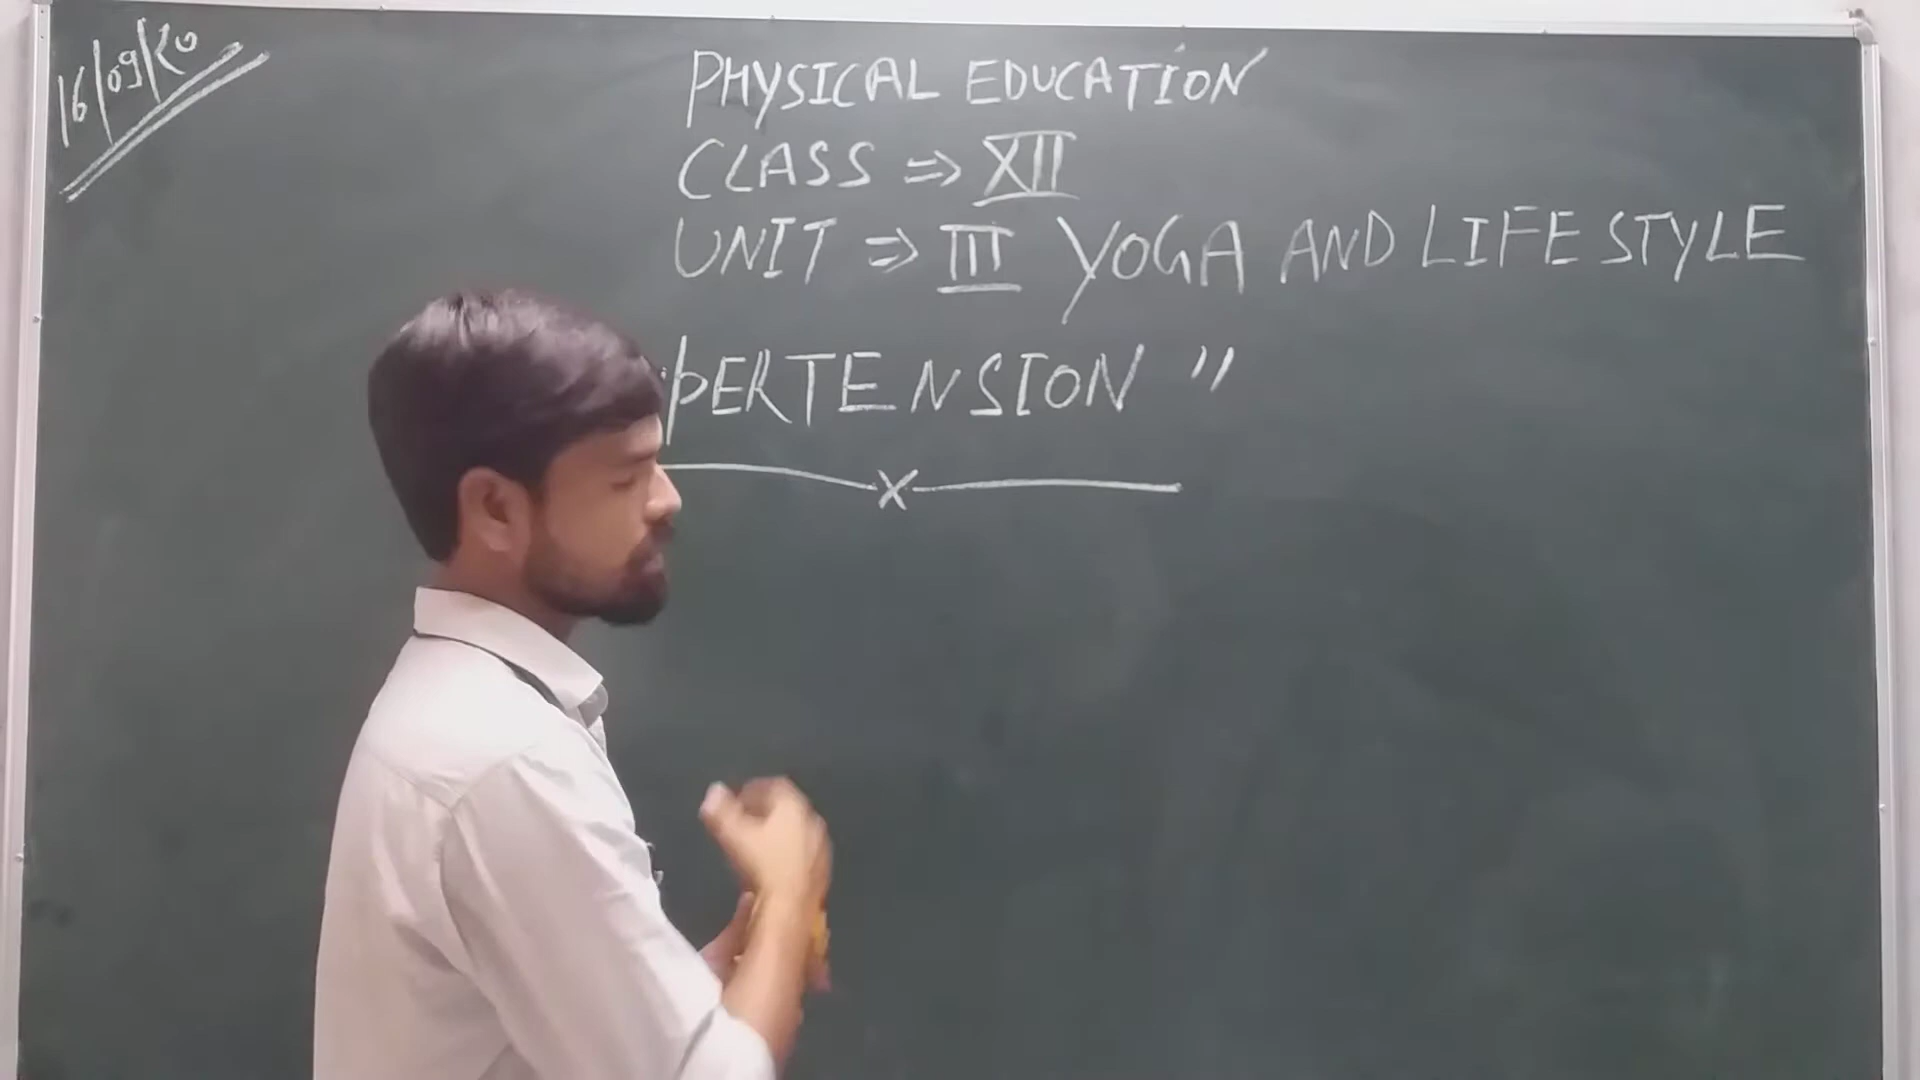 16/09/20
PHYSICAL EDUCATION
CLASS => XII
UNIT => III YOGA AND LIFE STYLE
pERTENSION "
x